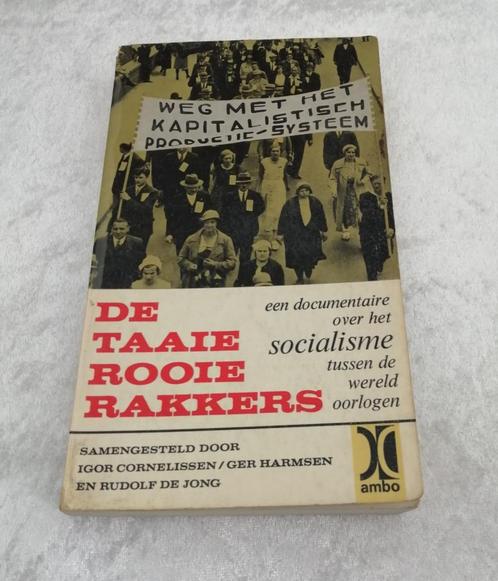 WEG MET HET
KAPITALISTISCH
PRODUCTIE-SYSTEEM
DE
TAAIE
ROOIE
RAKKERS
een documentaire
over het
socialisme
tussen de
wereld
oorlogen
SAMENGESTELD DOOR
IGOR CORNELISSEN/GER HARMSEN
EN RUDOLF DE JONG
ambo